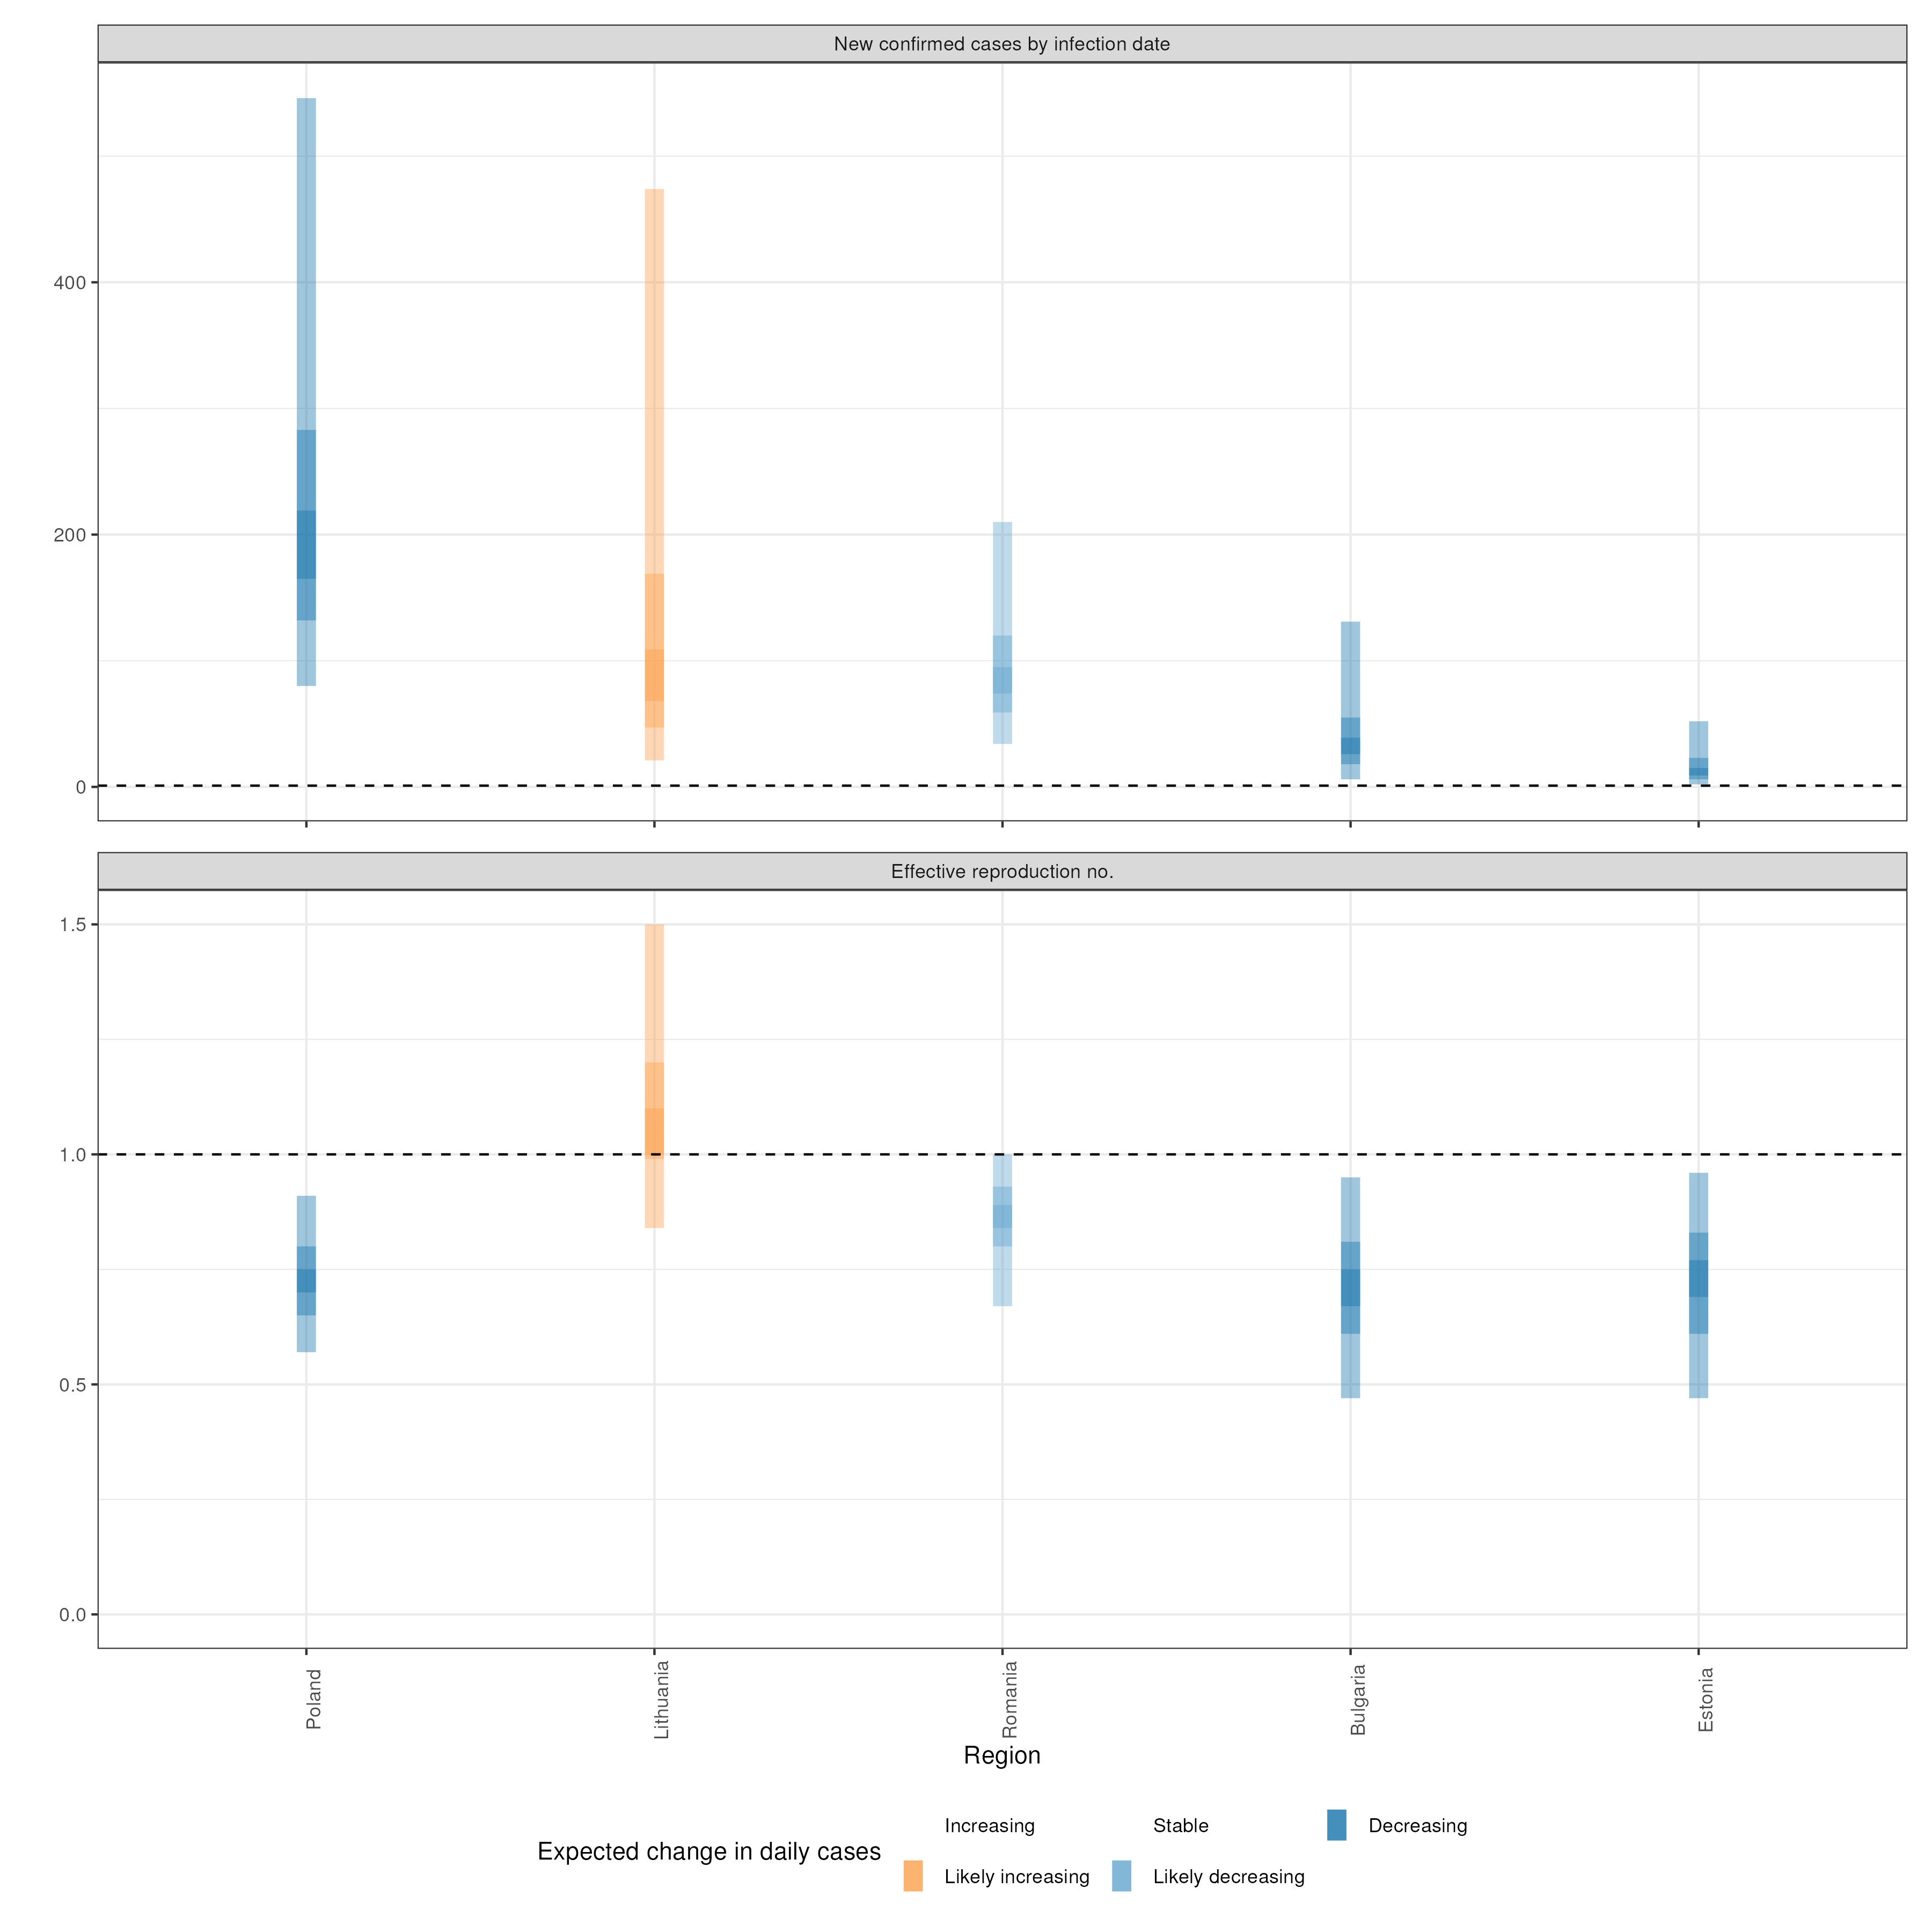 New confirmed cases by infection date
400
200
0
Effective reproduction no.
1.5
1.0
0.5
0.0
Poland
Lithuania
Romania
Bulgaria
Estonia
Region
Expected change in daily cases
Increasing
Stable
Decreasing
Likely increasing
Likely decreasing